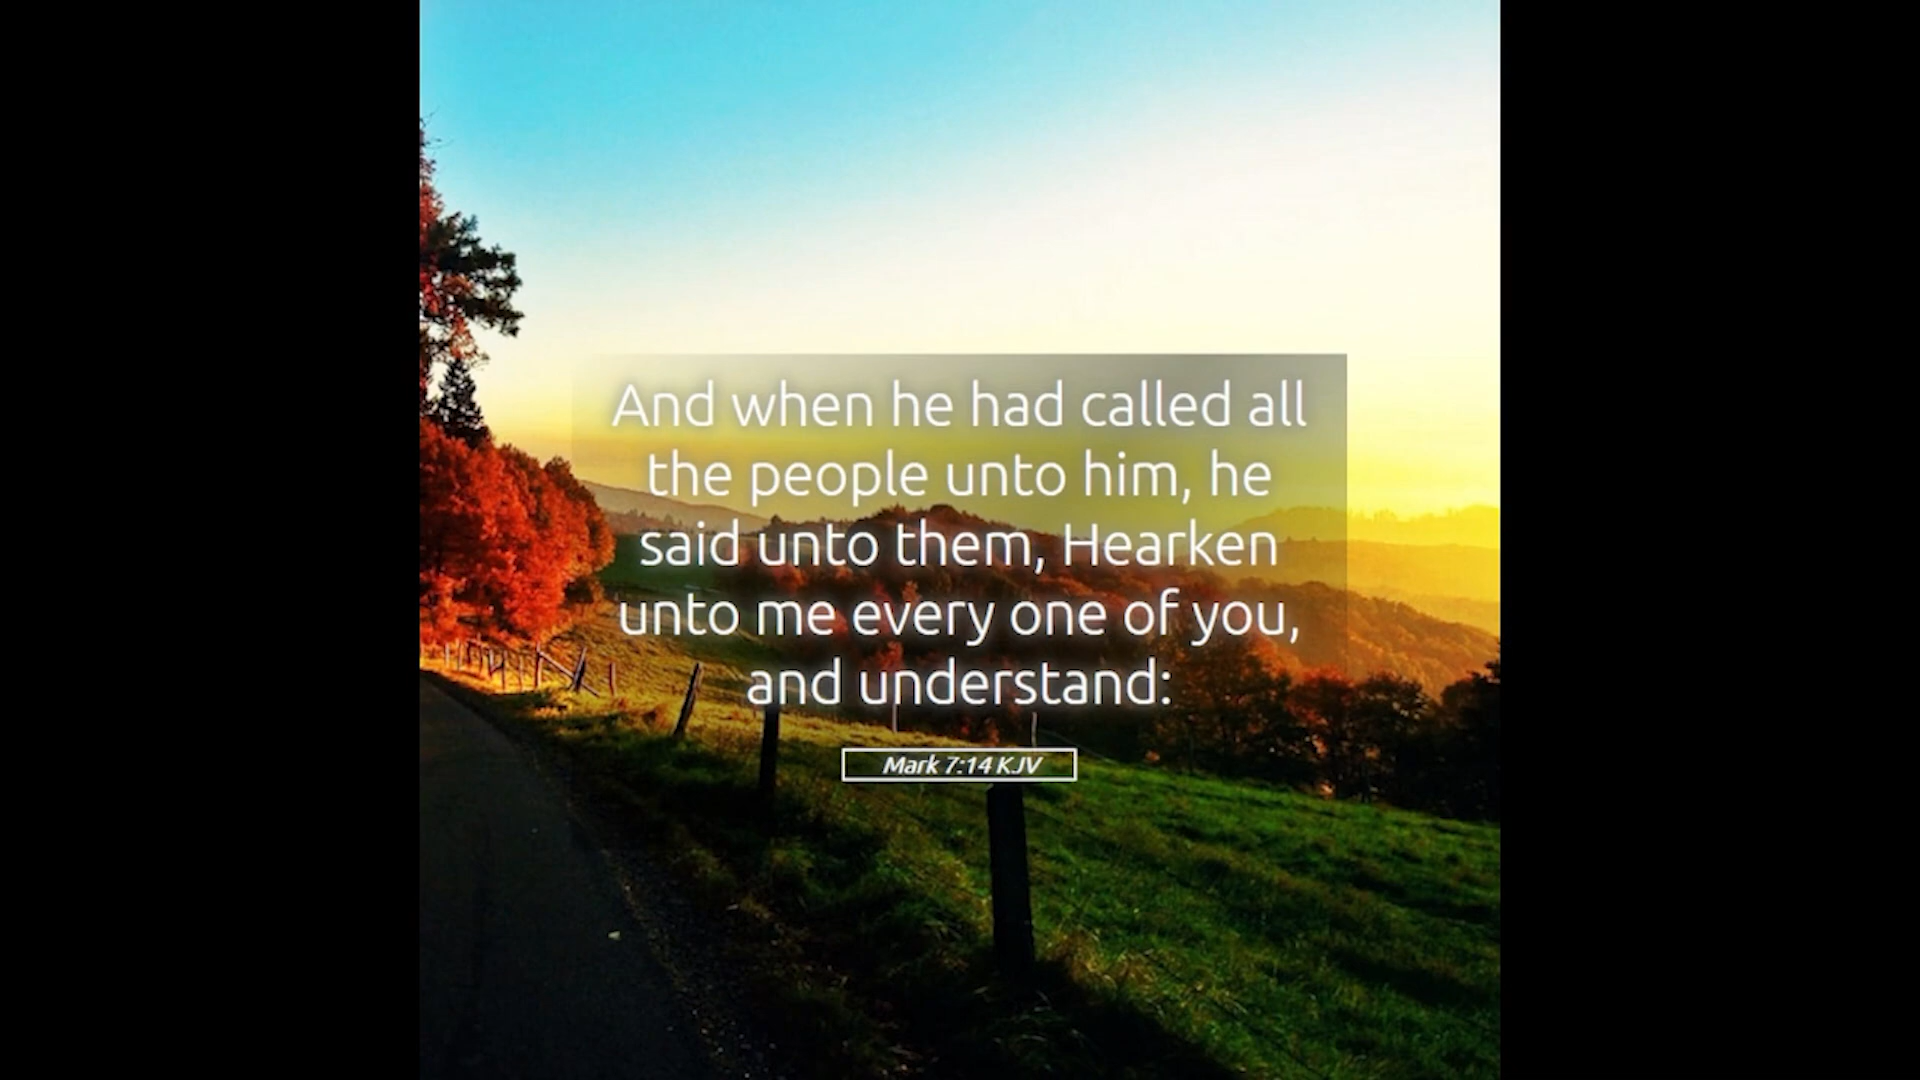 And when he had called all
the people unto him, he
said unto them, Hearken
unto me every one of you,
and understand:
Mark 7:14 KJV